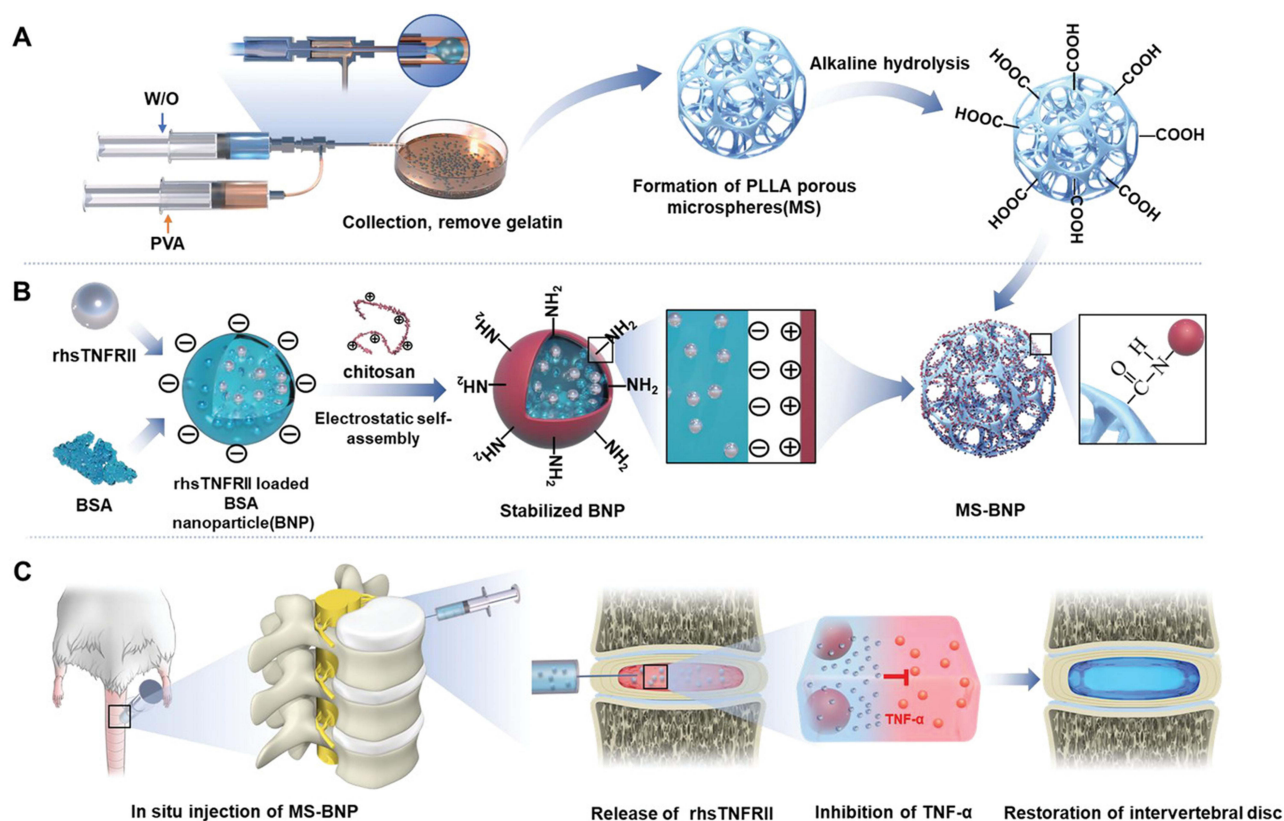 A
W/O
PVA
Collection, remove gelatin
Formation of PLLA porous
microspheres(MS)
Alkaline hydrolysis
HOOC
HOOC
COOH
COOH
COOH
COOH
COOH
HOOC
B
rhsTNFRII
BSA
rhsTNFRII loaded
BSA
nanoparticle(BNP)
chitosan
Electrostatic self-
assembly
NH₂
NH₂
NH₂
NH₂
NH₂
NH₂
NH₂
NH₂
Stabilized BNP
O
C
H
N
MS-BNP
C
In situ injection of MS-BNP
Release of rhsTNFRII
TNF-α
Inhibition of TNF-α
Restoration of intervertebral disc